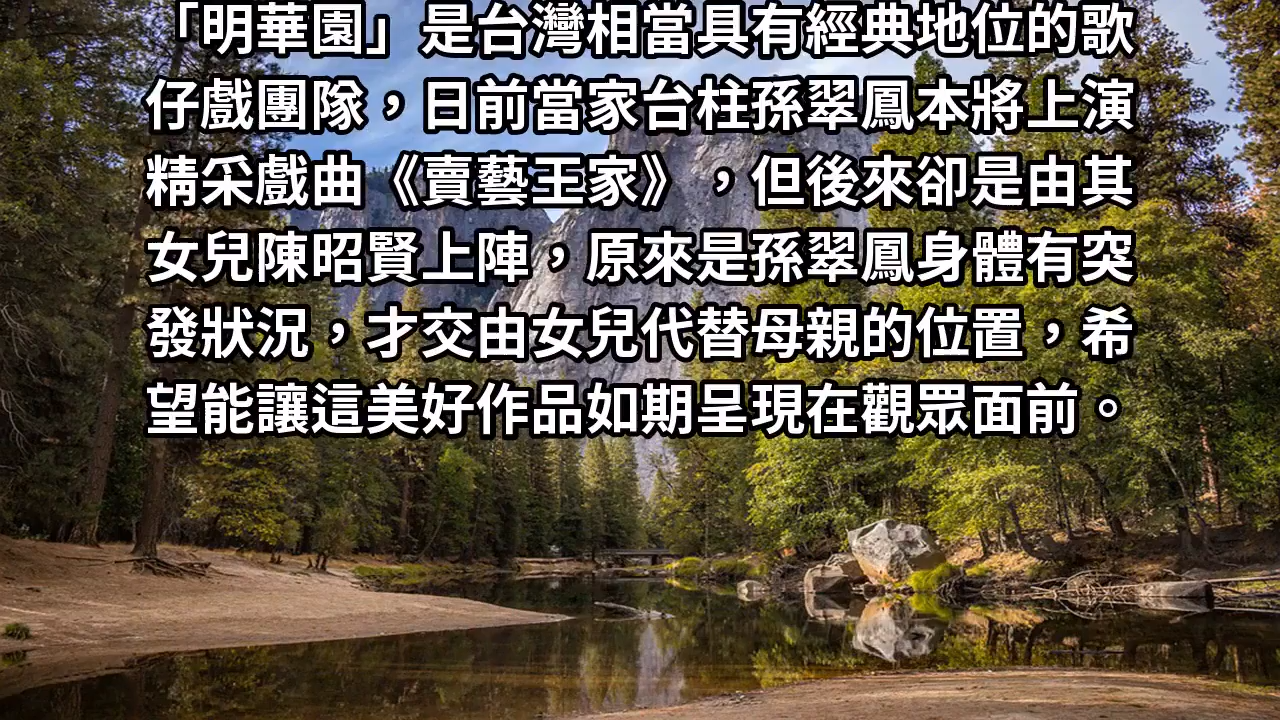 「明華園」是台灣相當具有經典地位的歌
仔戲團隊，日前當家台柱孫翠鳳本將上演
精采戲曲《賣藝王家》，但後來卻是由其
女兒陳昭賢上陣，原來是孫翠鳳身體有突
發狀況，才交由女兒代替母親的位置，希
望能讓這美好作品如期呈現在觀眾面前。